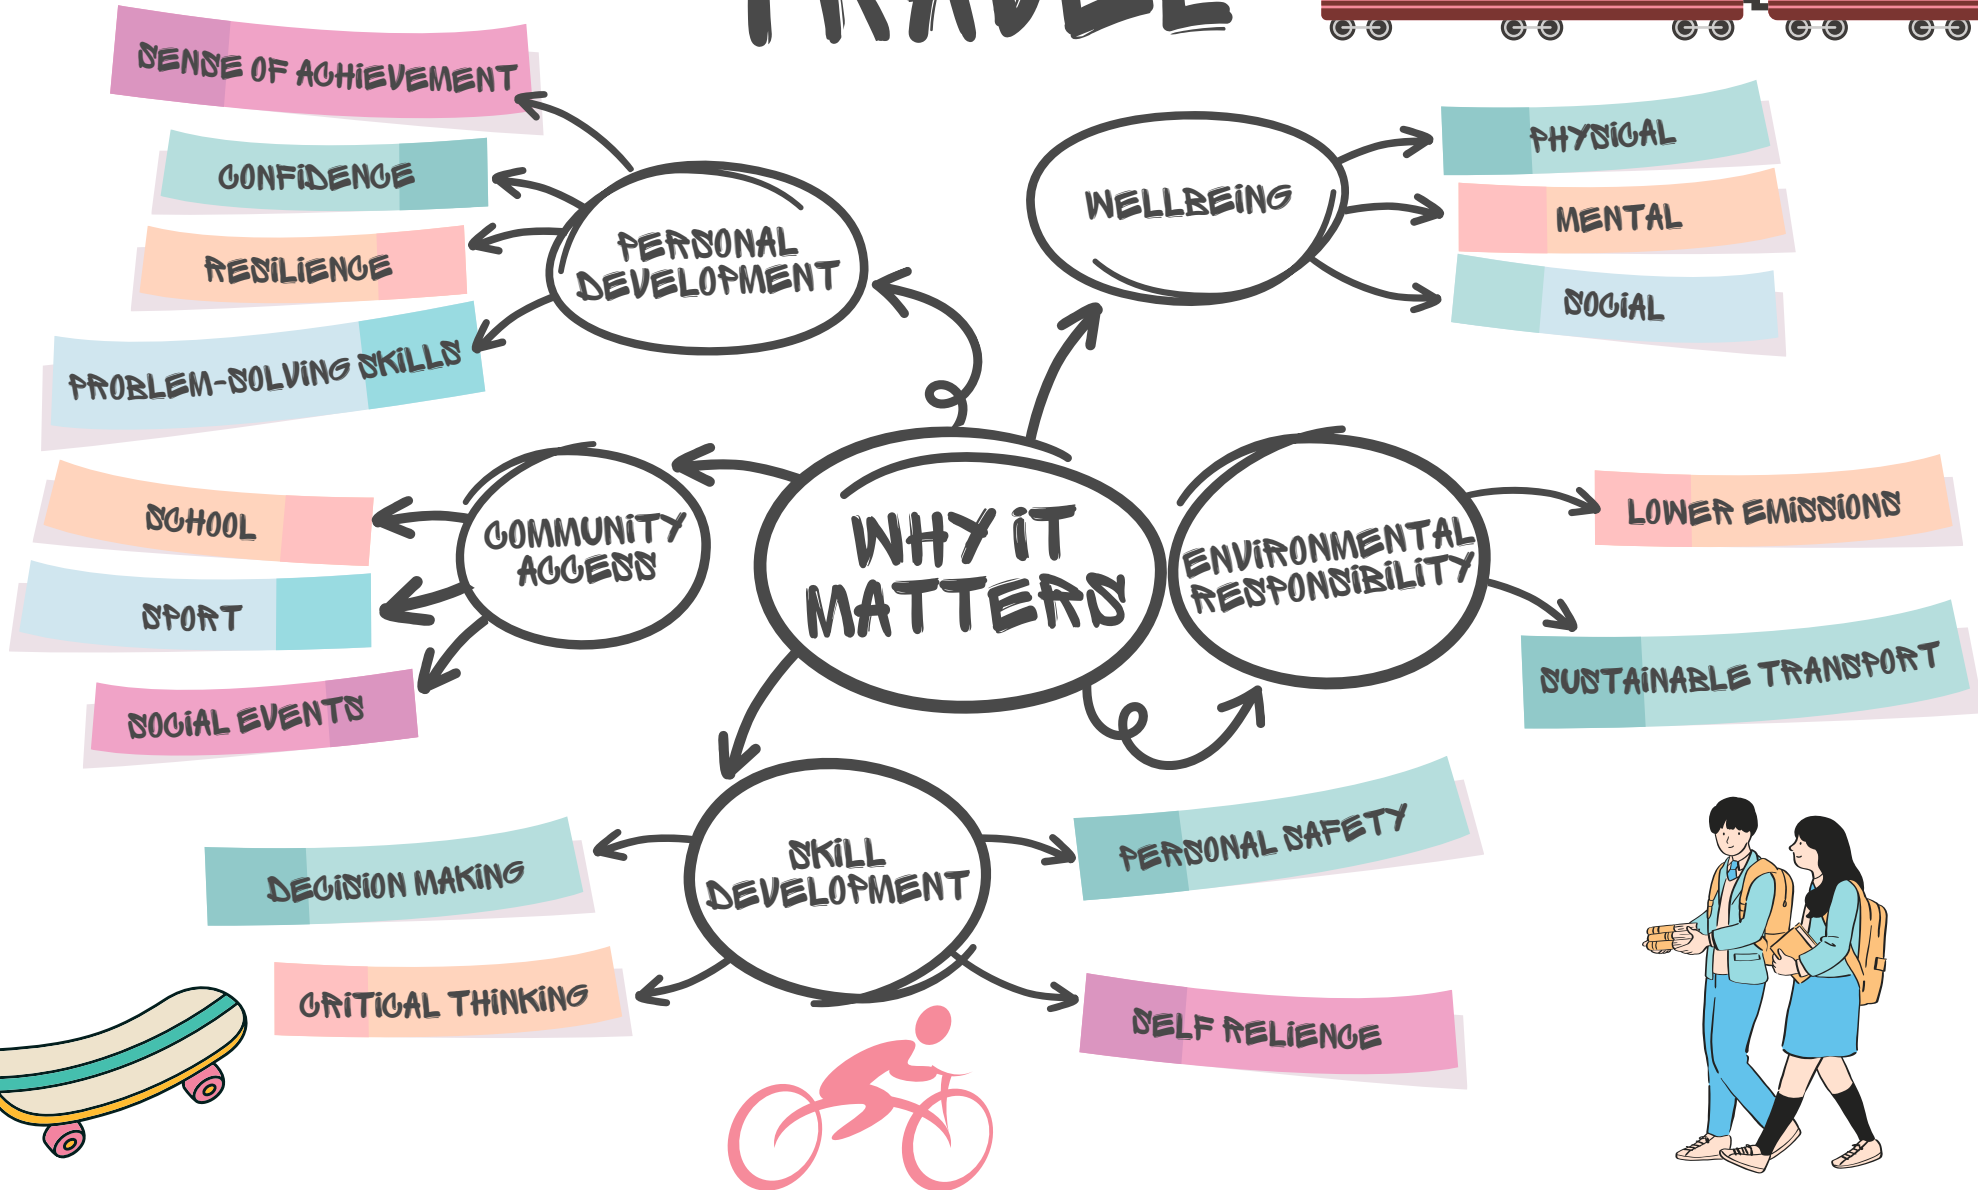 SENSE OF ACHIEVEMENT
CONFIDENCE
RESILIENCE
PROBLEM-SOLVING SKILLS
PERSONAL
DEVELOPMENT
WELLBEING
PHYSICAL
MENTAL
SOCIAL
SCHOOL
SPORT
SOCIAL EVENTS
COMMUNITY
ACCESS
WHY IT
MATTERS
ENVIRONMENTAL
RESPONSIBILITY
LOWER EMISSIONS
SUSTAINABLE TRANSPORT
SKILL
DEVELOPMENT
DECISION MAKING
CRITICAL THINKING
PERSONAL SAFETY
SELF RELIENCE